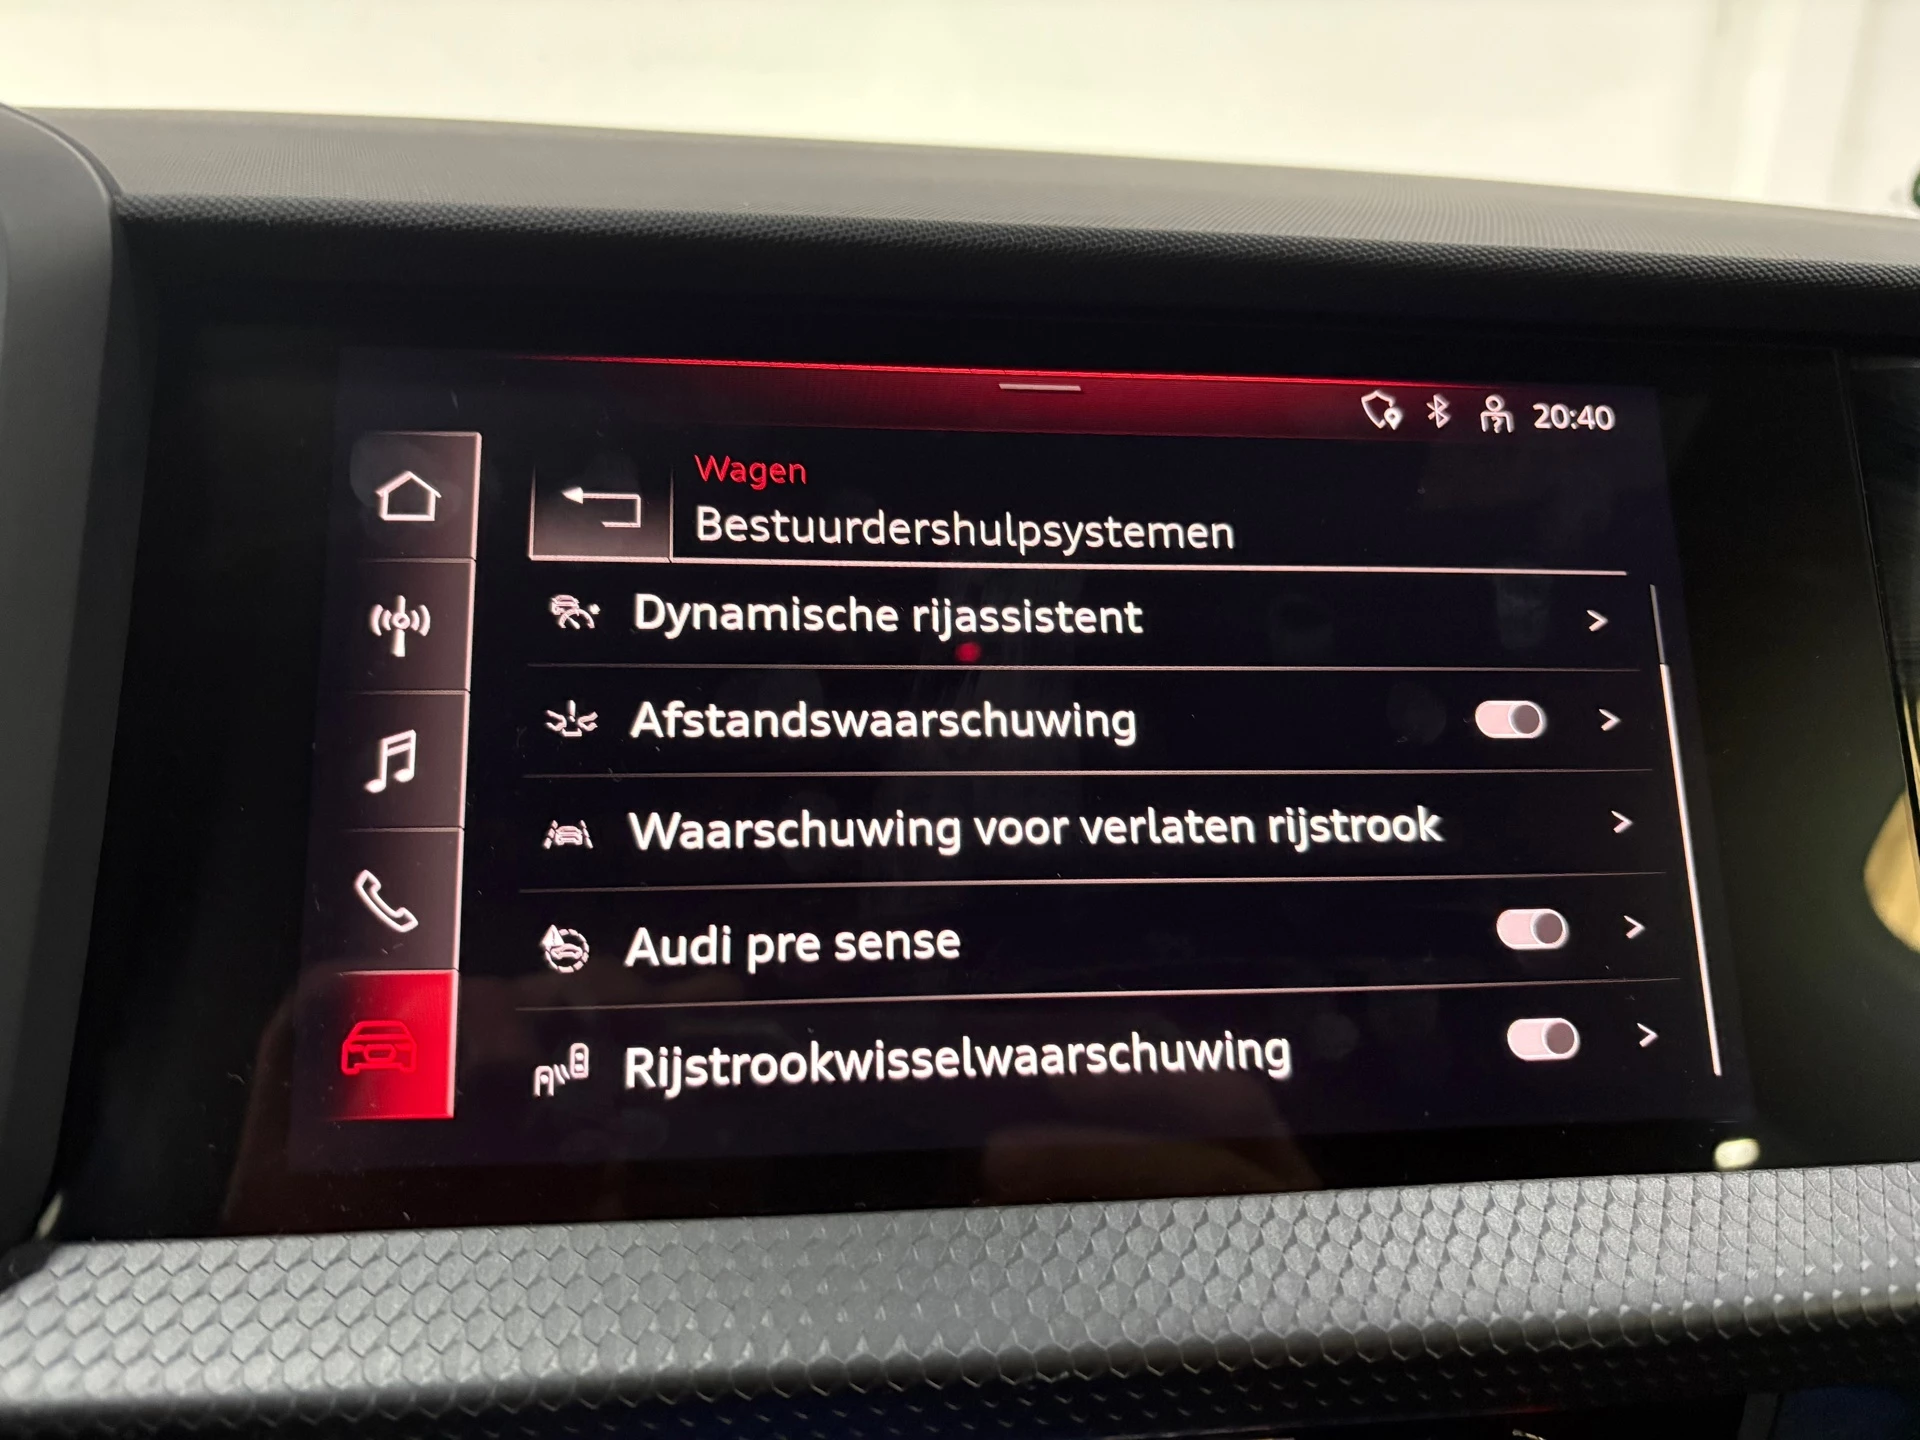 20:40
Wagen
Bestuurdershulpsystemen
Dynamische rijassistent
Afstandswaarschuwing
Waarschuwing voor verlaten rijstrook
Audi pre sense
Rijstrookwisselwaarschuwing